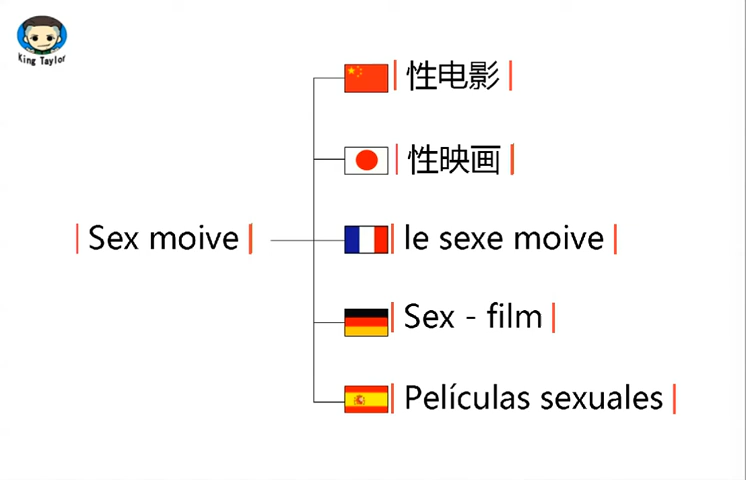 King Taylor
性电影
性映画
Sex moive
le sexe moive
Sex - film
Películas sexuales